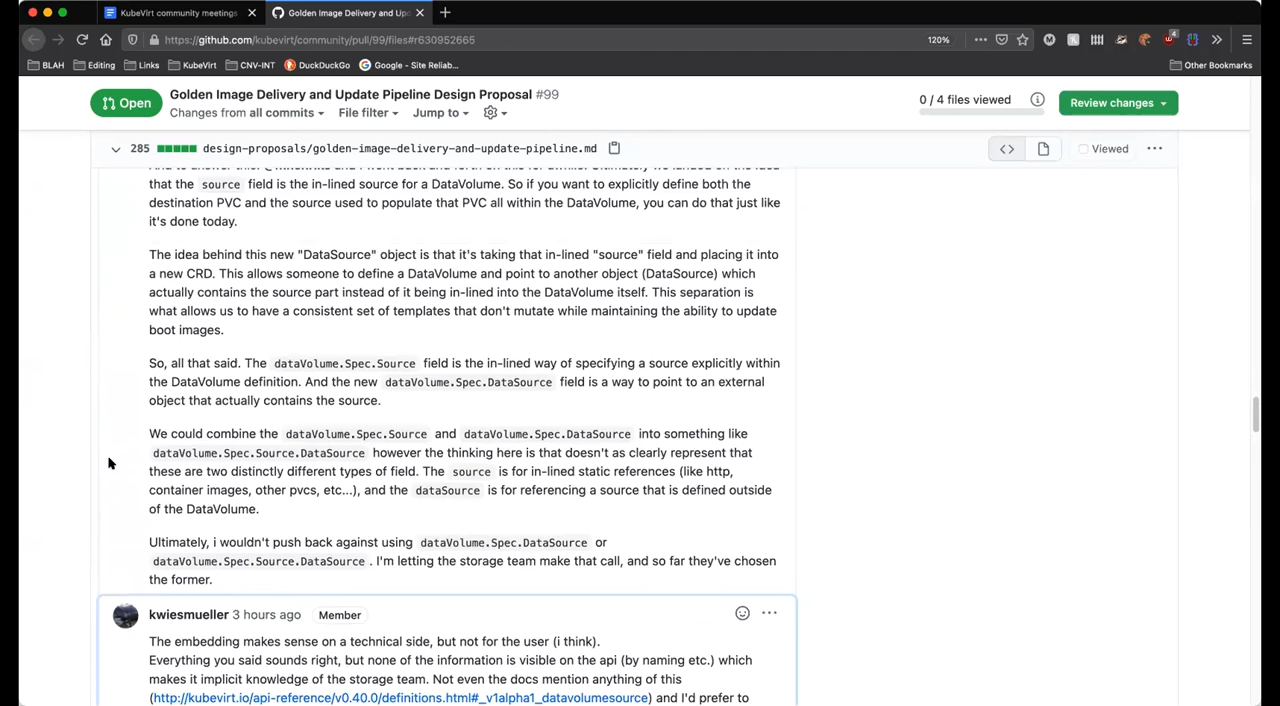 KubeVirt community meetings
Golden Image Delivery and Upd
https://github.com/kubevirt/community/pull/99/files#r630952665
120%
4
BLAH
Editing
Links
KubeVirt
CNV-INT
DuckDuckGo
Google - Site Reliab...
Other Bookmarks
Open
Golden Image Delivery and Update Pipeline Design Proposal #99
Changes from all commits
File filter
Jump to
0 / 4 files viewed
Review changes
285
design-proposals/golden-image-delivery-and-update-pipeline.md
Viewed
that the source field is the in-lined source for a DataVolume. So if you want to explicitly define both the
destination PVC and the source used to populate that PVC all within the DataVolume, you can do that just like
it's done today.
The idea behind this new "DataSource" object is that it's taking that in-lined "source" field and placing it into
a new CRD. This allows someone to define a DataVolume and point to another object (DataSource) which
actually contains the source part instead of it being in-lined into the DataVolume itself. This separation is
what allows us to have a consistent set of templates that don't mutate while maintaining the ability to update
boot images.
So, all that said. The dataVolume.Spec.Source field is the in-lined way of specifying a source explicitly within
the DataVolume definition. And the new dataVolume.Spec.DataSource field is a way to point to an external
object that actually contains the source.
We could combine the dataVolume.Spec.Source and dataVolume.Spec.DataSource into something like
dataVolume.Spec.Source.DataSource however the thinking here is that doesn't as clearly represent that
these are two distinctly different types of field. The source is for in-lined static references (like http,
container images, other pvcs, etc...), and the dataSource is for referencing a source that is defined outside
of the DataVolume.
Ultimately, i wouldn't push back against using dataVolume.Spec.DataSource or
dataVolume.Spec.Source.DataSource . I'm letting the storage team make that call, and so far they've chosen
the former.
kwiesmueller 3 hours ago Member
The embedding makes sense on a technical side, but not for the user (i think).
Everything you said sounds right, but none of the information is visible on the api (by naming etc.) which
makes it implicit knowledge of the storage team. Not even the docs mention anything of this
(http://kubevirt.io/api-reference/v0.40.0/definitions.html#_v1alpha1_datavolumesource) and I'd prefer to